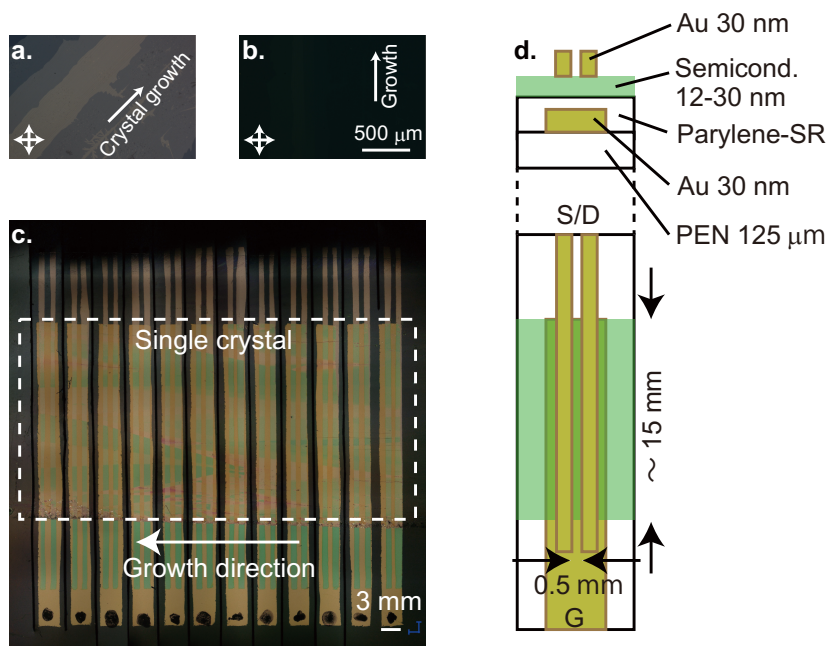 a.
Crystal growth
b.
Growth
500 μm
c.
Single crystal
Growth direction
3 mm
d.
Au 30 nm
Semicond.
12-30 nm
Parylene-SR
Au 30 nm
PEN 125 μm
S/D
~ 15 mm
0.5 mm
G